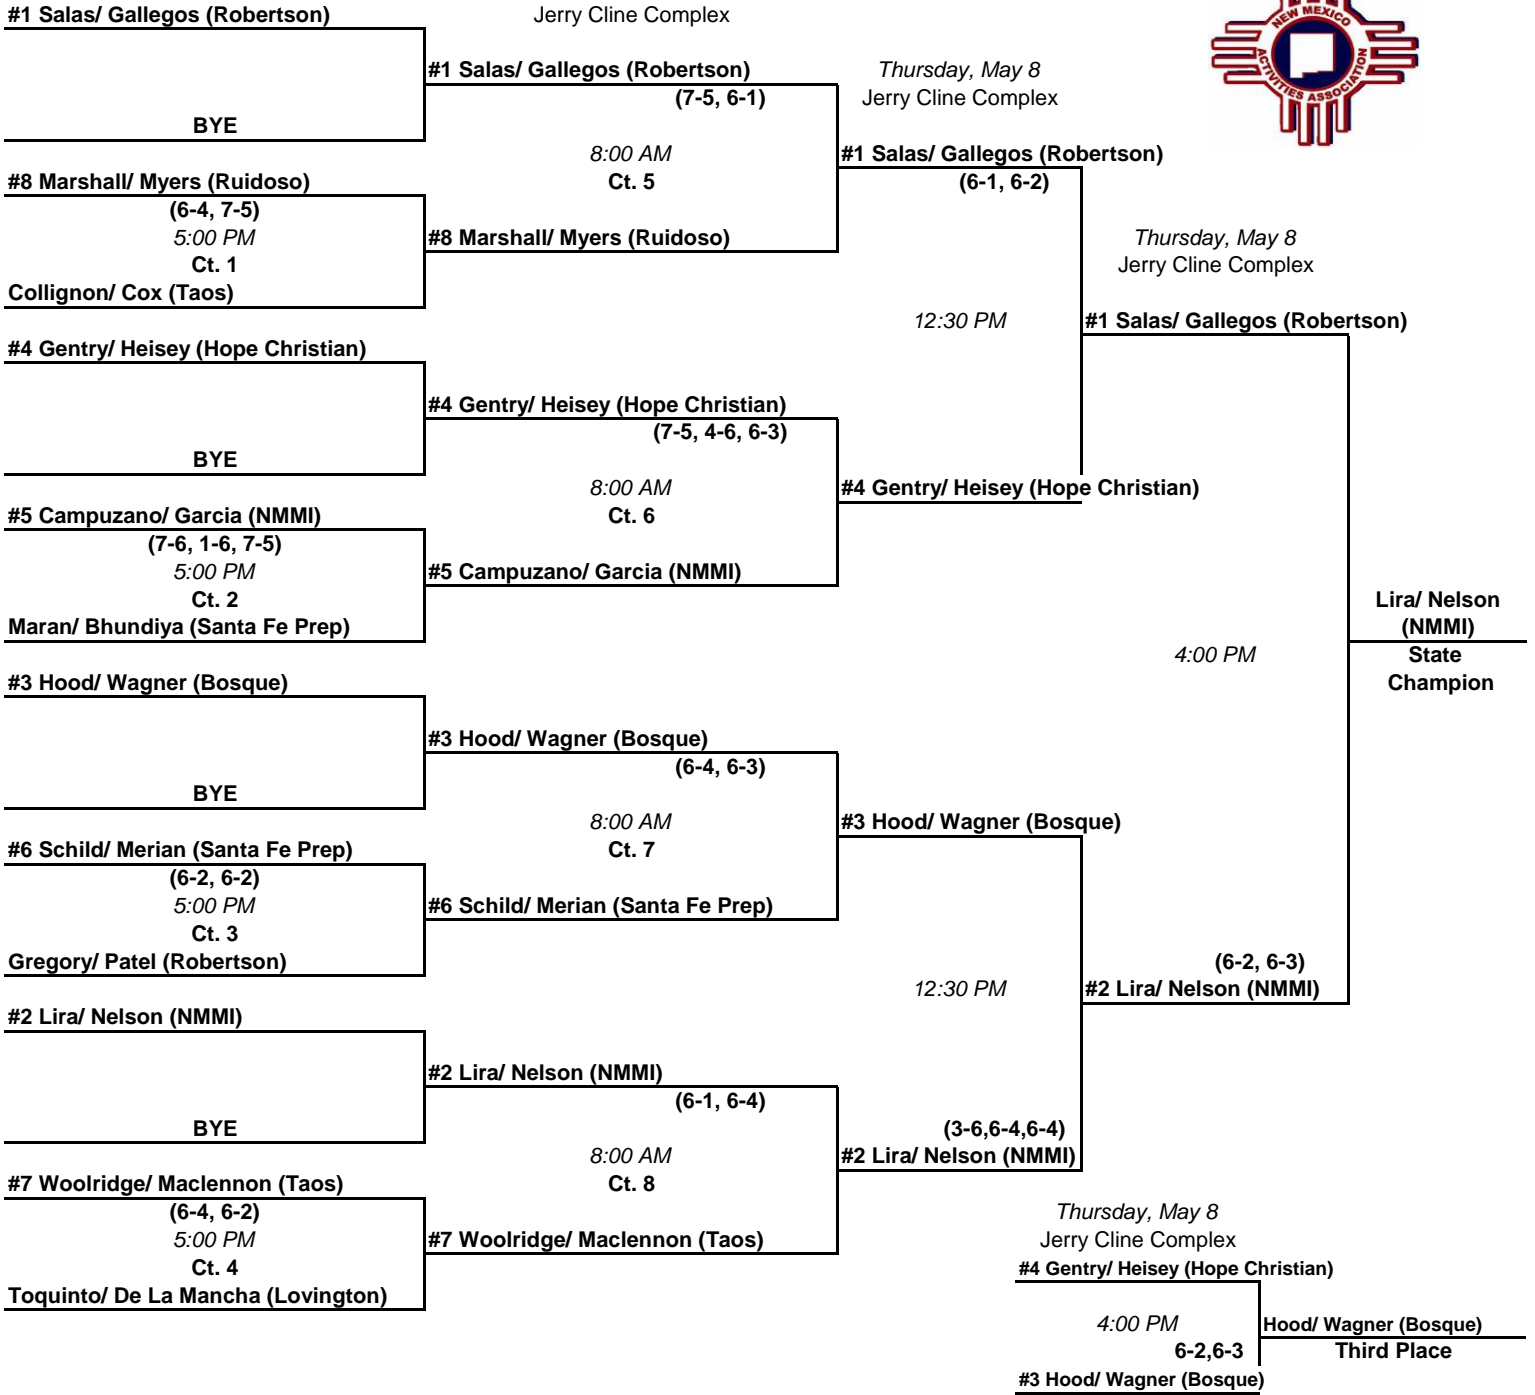 #1 Salas/ Gallegos (Robertson)
BYE
#8 Marshall/ Myers (Ruidoso)
(6-4, 7-5)
5:00 PM
Ct. 1
Collignon/ Cox (Taos)
#4 Gentry/ Heisey (Hope Christian)
BYE
#5 Campuzano/ Garcia (NMMI)
(7-6, 1-6, 7-5)
5:00 PM
Ct. 2
Maran/ Bhundiya (Santa Fe Prep)
#3 Hood/ Wagner (Bosque)
BYE
#6 Schild/ Merian (Santa Fe Prep)
(6-2, 6-2)
5:00 PM
Ct. 3
Gregory/ Patel (Robertson)
#2 Lira/ Nelson (NMMI)
BYE
#7 Woolridge/ Maclennon (Taos)
(6-4, 6-2)
5:00 PM
Ct. 4
Toquinto/ De La Mancha (Lovington)
Jerry Cline Complex
#1 Salas/ Gallegos (Robertson)
(7-5, 6-1)
8:00 AM
Ct. 5
#8 Marshall/ Myers (Ruidoso)
#4 Gentry/ Heisey (Hope Christian)
(7-5, 4-6, 6-3)
8:00 AM
Ct. 6
#5 Campuzano/ Garcia (NMMI)
#3 Hood/ Wagner (Bosque)
(6-4, 6-3)
8:00 AM
Ct. 7
#6 Schild/ Merian (Santa Fe Prep)
#2 Lira/ Nelson (NMMI)
(6-1, 6-4)
8:00 AM
Ct. 8
#7 Woolridge/ Maclennon (Taos)
Thursday, May 8
Jerry Cline Complex
#1 Salas/ Gallegos (Robertson)
(6-1, 6-2)
12:30 PM
#4 Gentry/ Heisey (Hope Christian)
#3 Hood/ Wagner (Bosque)
12:30 PM
(3-6,6-4,6-4)
#2 Lira/ Nelson (NMMI)
NEW MEXICO
ACTIVITIES ASSOCIATION
Thursday, May 8
Jerry Cline Complex
#1 Salas/ Gallegos (Robertson)
4:00 PM
(6-2, 6-3)
#2 Lira/ Nelson (NMMI)
Lira/ Nelson
(NMMI)
State
Champion
Thursday, May 8
Jerry Cline Complex
#4 Gentry/ Heisey (Hope Christian)
4:00 PM
6-2,6-3
#3 Hood/ Wagner (Bosque)
Hood/ Wagner (Bosque)
Third Place